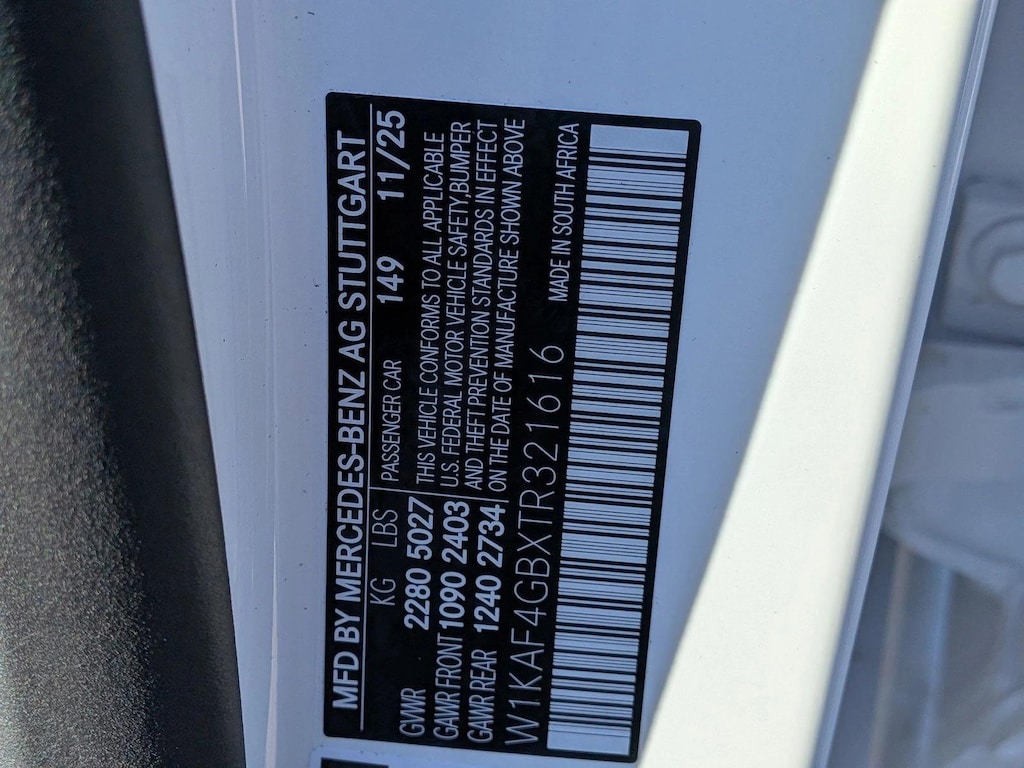 MFD BY MERCEDES-BENZ AG STUTTGART
KG LBS PASSENGER CAR 149 11/25
GVWR 2280 5027
GAWR FRONT 1090 2403
GAWR REAR 1240 2734
THIS VEHICLE CONFORMS TO ALL APPLICABLE
U.S. FEDERAL MOTOR VEHICLE SAFETY,BUMPER
AND THEFT PREVENTION STANDARDS IN EFFECT
ON THE DATE OF MANUFACTURE SHOWN ABOVE
W1KAF4GBXTR321616
MADE IN SOUTH AFRICA